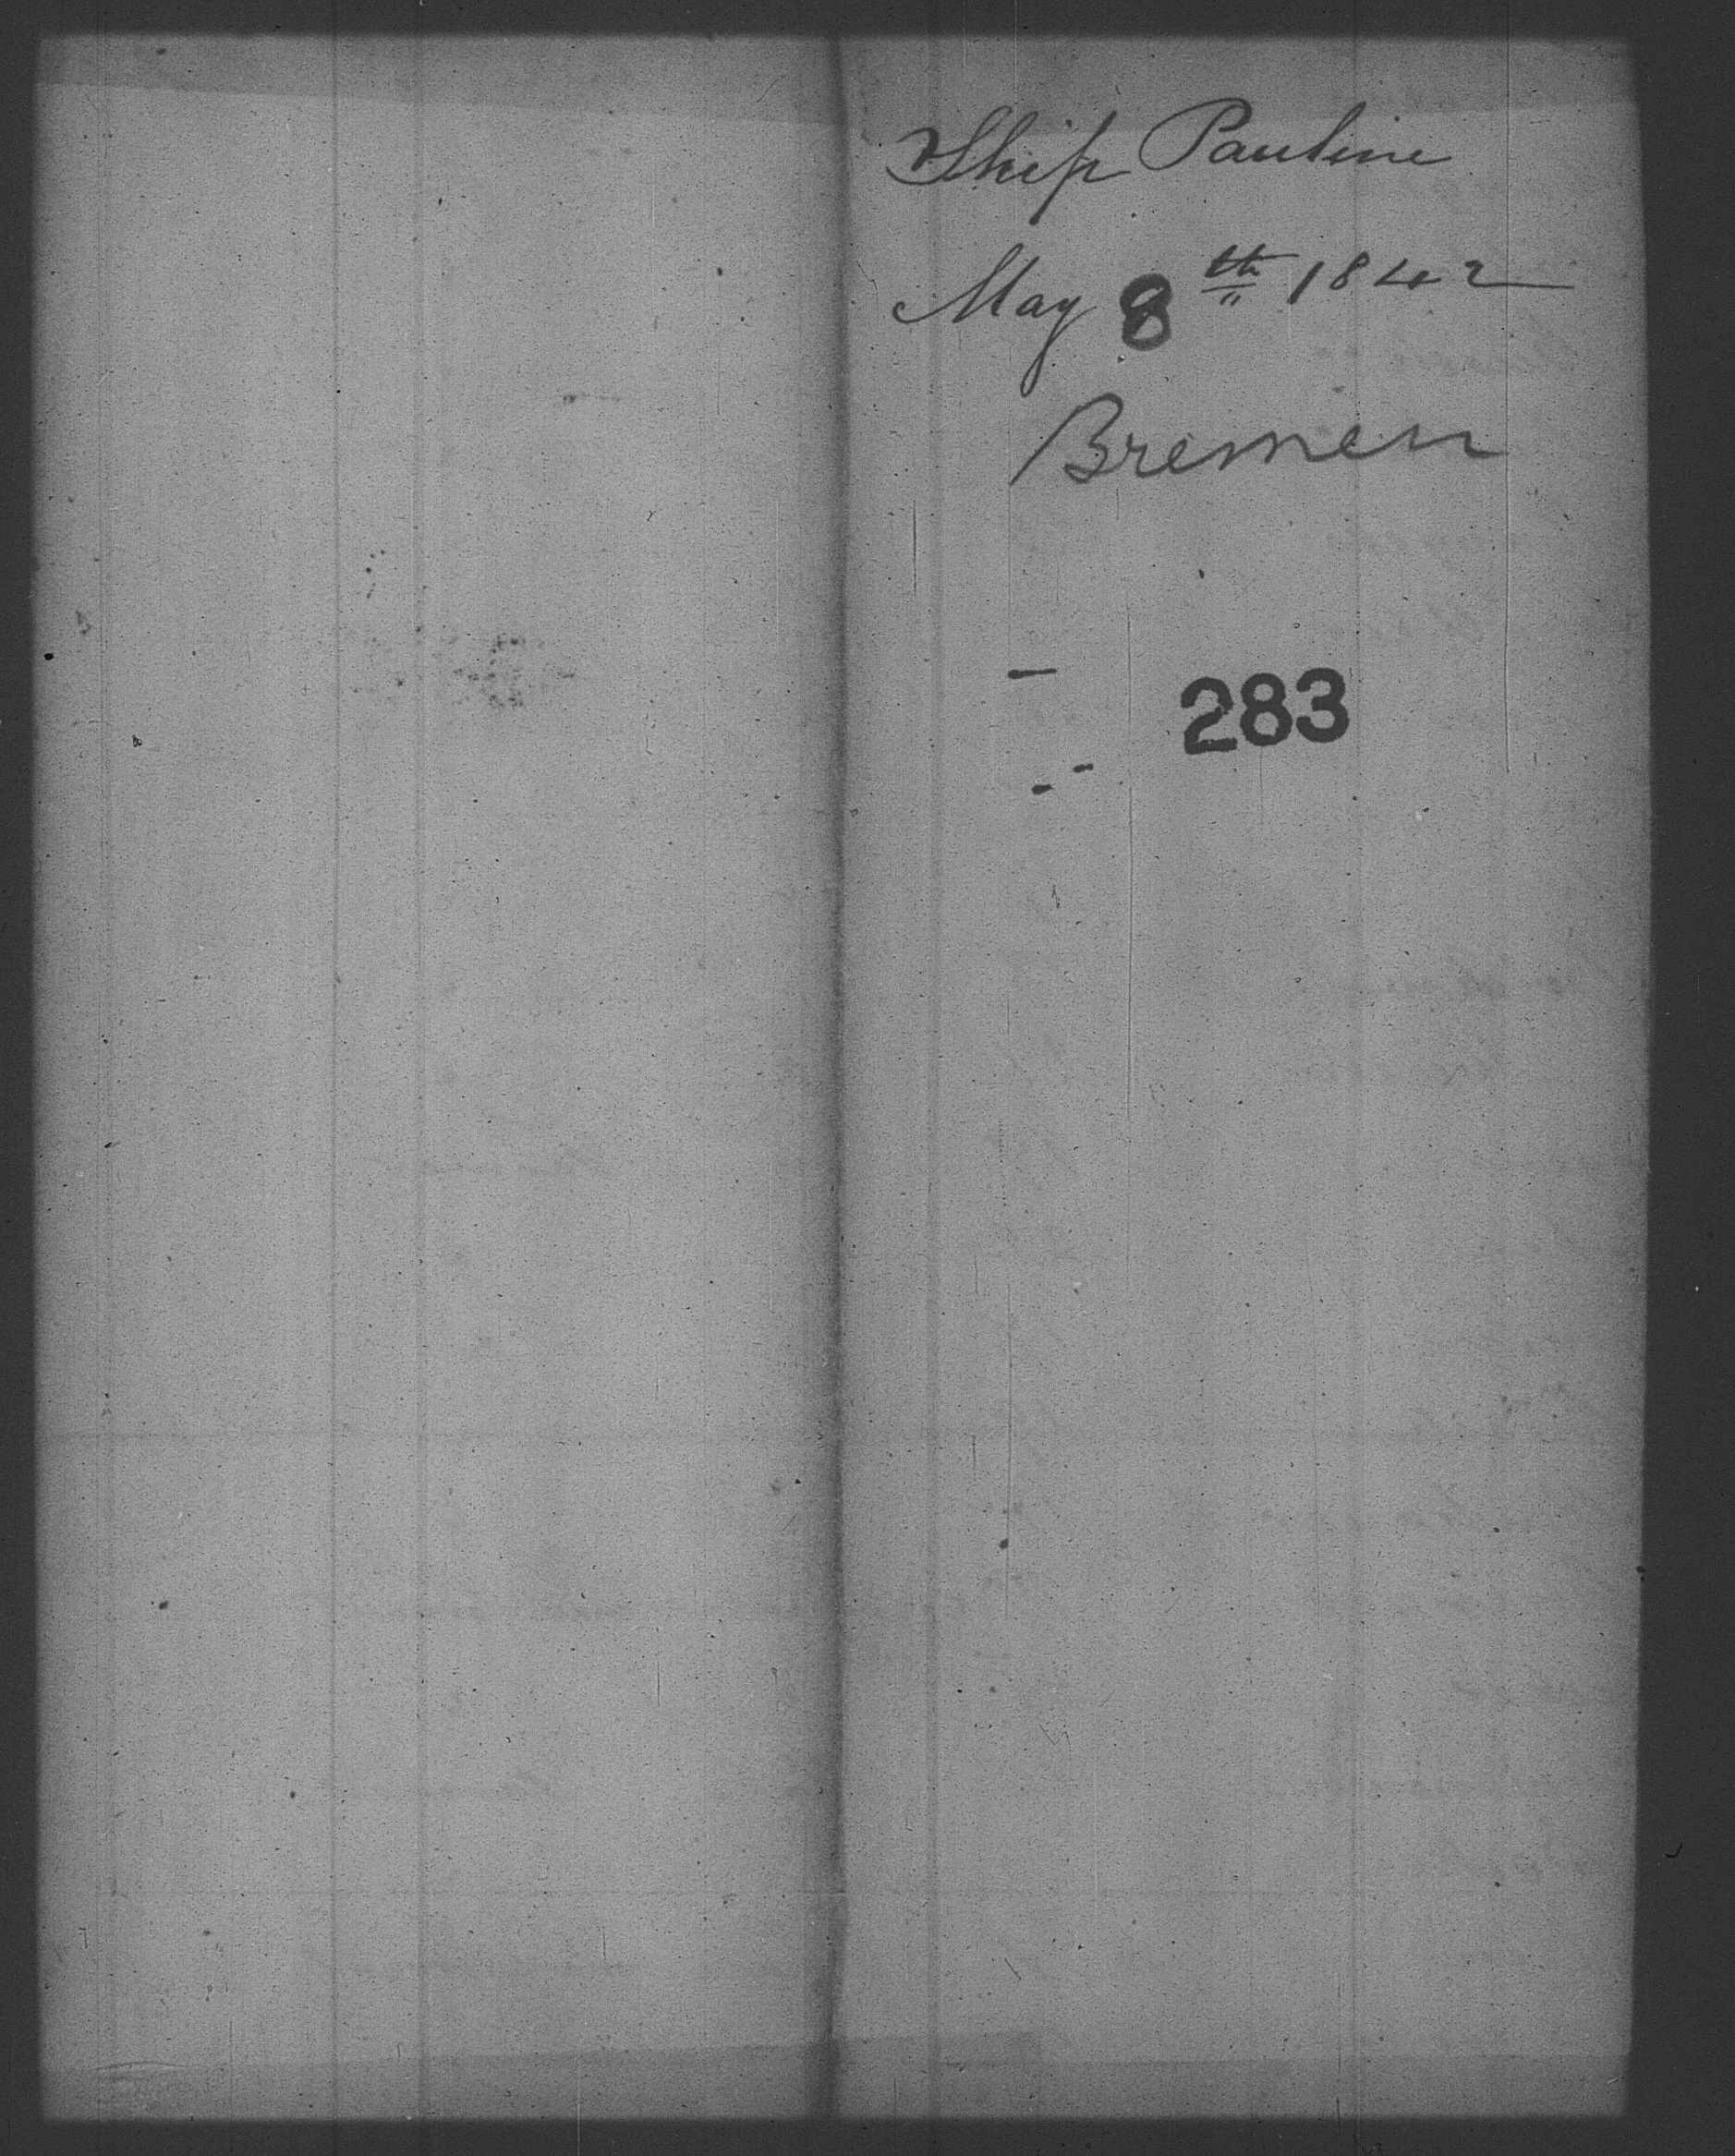 Ship Pauline
May 8th 1842
Bremen
283